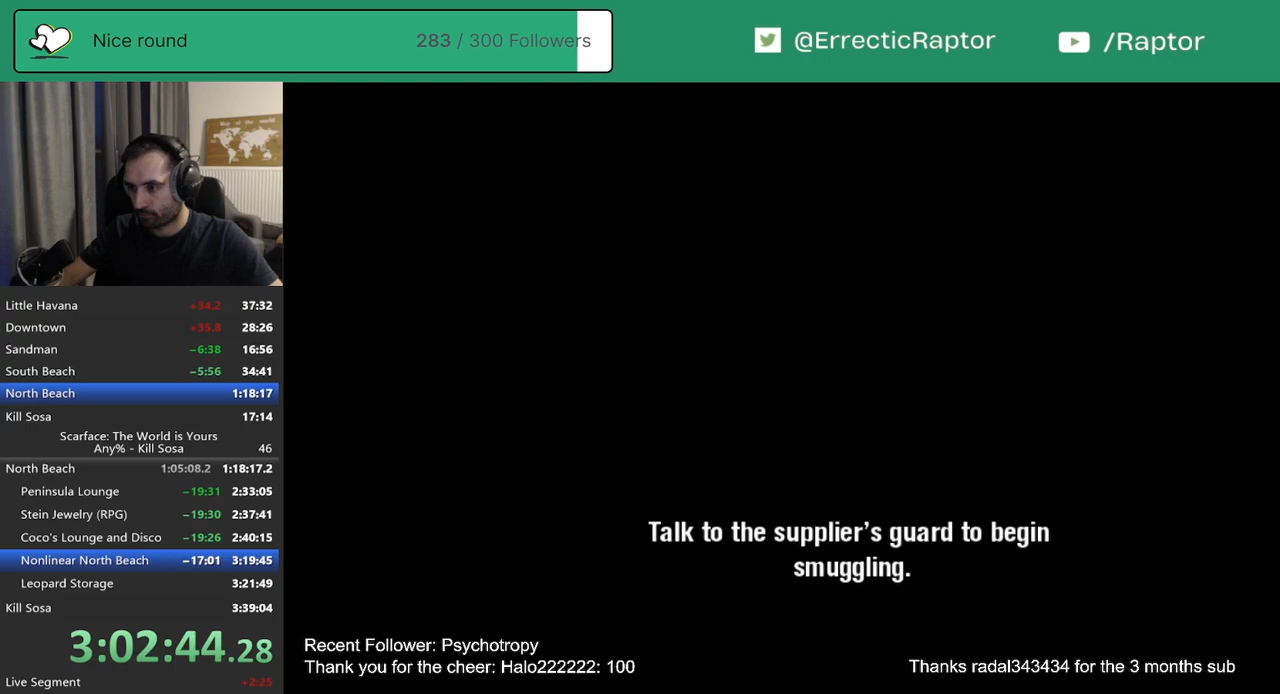 Nice round
283 / 300 Followers
@ErrecticRaptor
/Raptor
Map of the world
Little Havana +34.2 37:32
Downtown +35.8 28:26
Sandman −6:38 16:56
South Beach −5:56 34:41
North Beach 1:18:17
Kill Sosa 17:14
Scarface: The World is Yours
Any% - Kill Sosa 46
North Beach 1:05:08.2 1:18:17.2
Peninsula Lounge −19:31 2:33:05
Stein Jewelry (RPG) −19:30 2:37:41
Coco's Lounge and Disco −19:26 2:40:15
Nonlinear North Beach −17:01 3:19:45
Leopard Storage 3:21:49
Kill Sosa 3:39:04
3:02:44.28
Live Segment +2:25
Talk to the supplier's guard to begin
smuggling.
Recent Follower: Psychotropy
Thank you for the cheer: Halo222222: 100
Thanks radal343434 for the 3 months sub